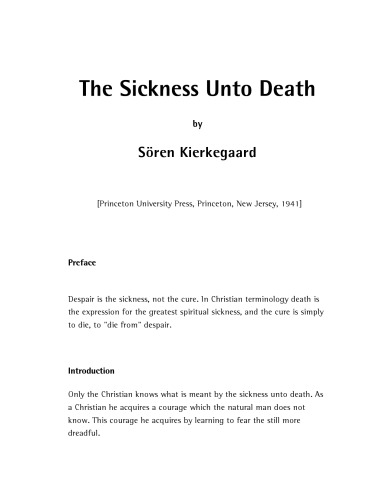 The Sickness Unto Death
by
Sören Kierkegaard
[Princeton University Press, Princeton, New Jersey, 1941]
Preface
Despair is the sickness, not the cure. In Christian terminology death is
the expression for the greatest spiritual sickness, and the cure is simply
to die, to "die from" despair.
Introduction
Only the Christian knows what is meant by the sickness unto death. As
a Christian he acquires a courage which the natural man does not
know. This courage he acquires by learning to fear the still more
dreadful.